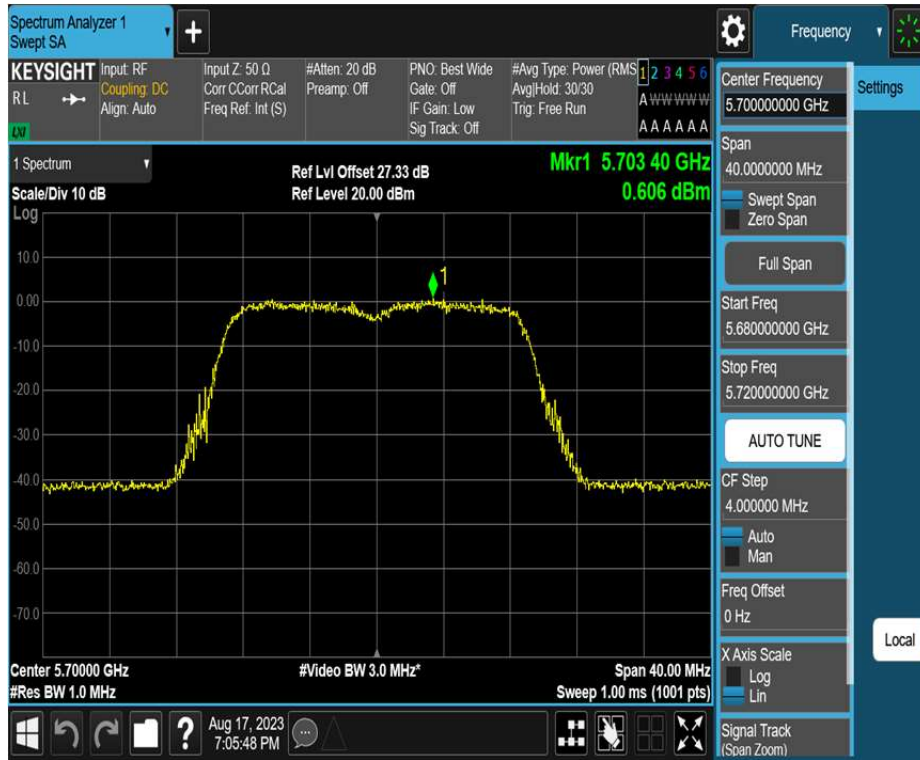 Spectrum Analyzer 1
Swept SA
+
Frequency
KEYSIGHT
R L
LXI
Input: RF
Coupling: DC
Align: Auto
Input Z: 50 Ω
Corr CCorr RCal
Freq Ref: Int (S)
#Atten: 20 dB
Preamp: Off
PNO: Best Wide
Gate: Off
IF Gain: Low
Sig Track: Off
#Avg Type: Power (RMS
Avg|Hold: 30/30
Trig: Free Run
1 2 3 4 5 6
A W W W W W
A A A A A A
1 Spectrum
Scale/Div 10 dB
Log
Ref Lvl Offset 27.33 dB
Ref Level 20.00 dBm
Mkr1 5.703 40 GHz
0.606 dBm
10.0
0.00
-10.0
-20.0
-30.0
-40.0
-50.0
-60.0
-70.0
1
Center 5.70000 GHz
#Res BW 1.0 MHz
#Video BW 3.0 MHz*
Span 40.00 MHz
Sweep 1.00 ms (1001 pts)
?
Aug 17, 2023
7:05:48 PM
Center Frequency
5.70000000 GHz
Span
40.0000000 MHz
Swept Span
Zero Span
Full Span
Start Freq
5.680000000 GHz
Stop Freq
5.720000000 GHz
AUTO TUNE
CF Step
4.000000 MHz
Auto
Man
Freq Offset
0 Hz
X Axis Scale
Log
Lin
Signal Track
(Span Zoom)
Settings
Local